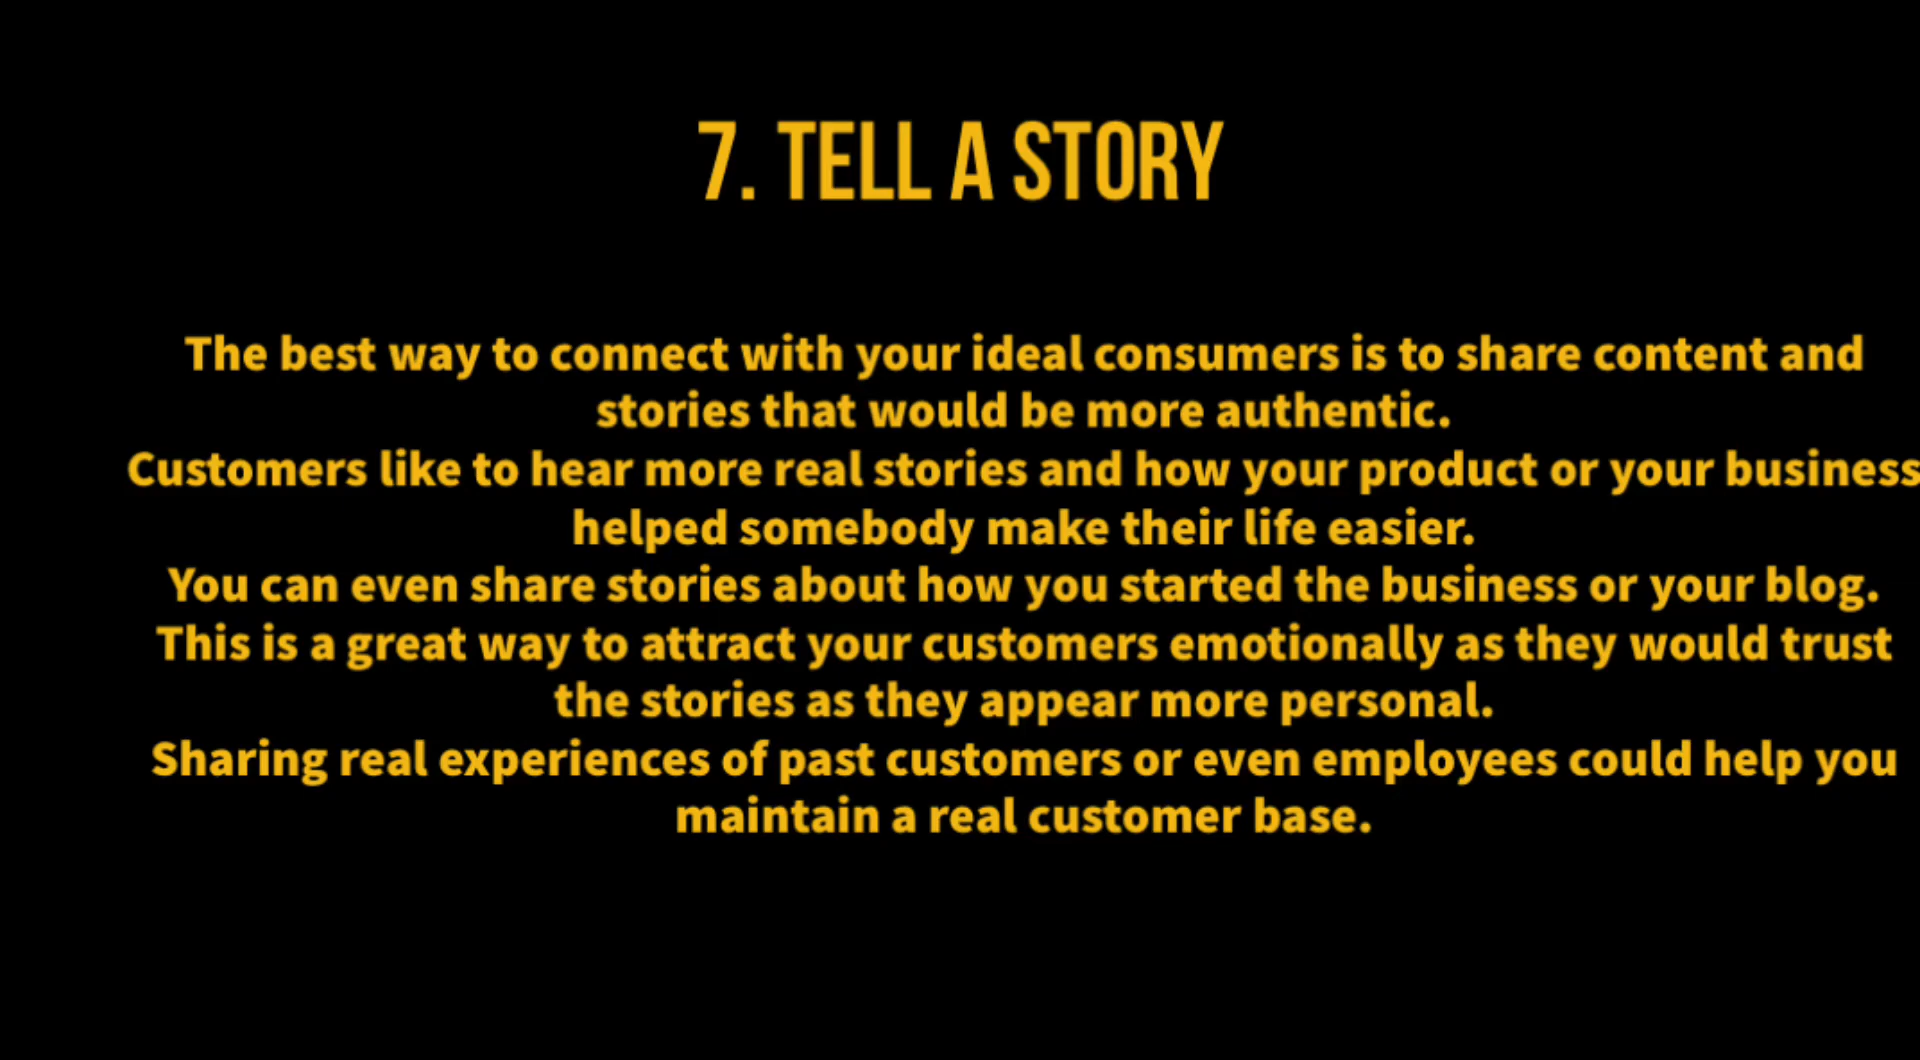 7. TELL A STORY
The best way to connect with your ideal consumers is to share content and
stories that would be more authentic.
Customers like to hear more real stories and how your product or your business
helped somebody make their life easier.
You can even share stories about how you started the business or your blog.
This is a great way to attract your customers emotionally as they would trust
the stories as they appear more personal.
Sharing real experiences of past customers or even employees could help you
maintain a real customer base.